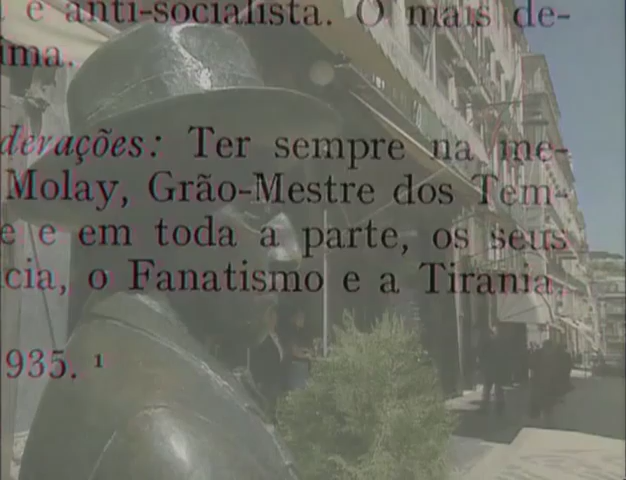 e anti-socialista. O mais de-
ima.
derações: Ter sempre na me-
Molay, Grão-Mestre dos Tem-
e e em toda a parte, os seus
cia, o Fanatismo e a Tirania.
935. ¹